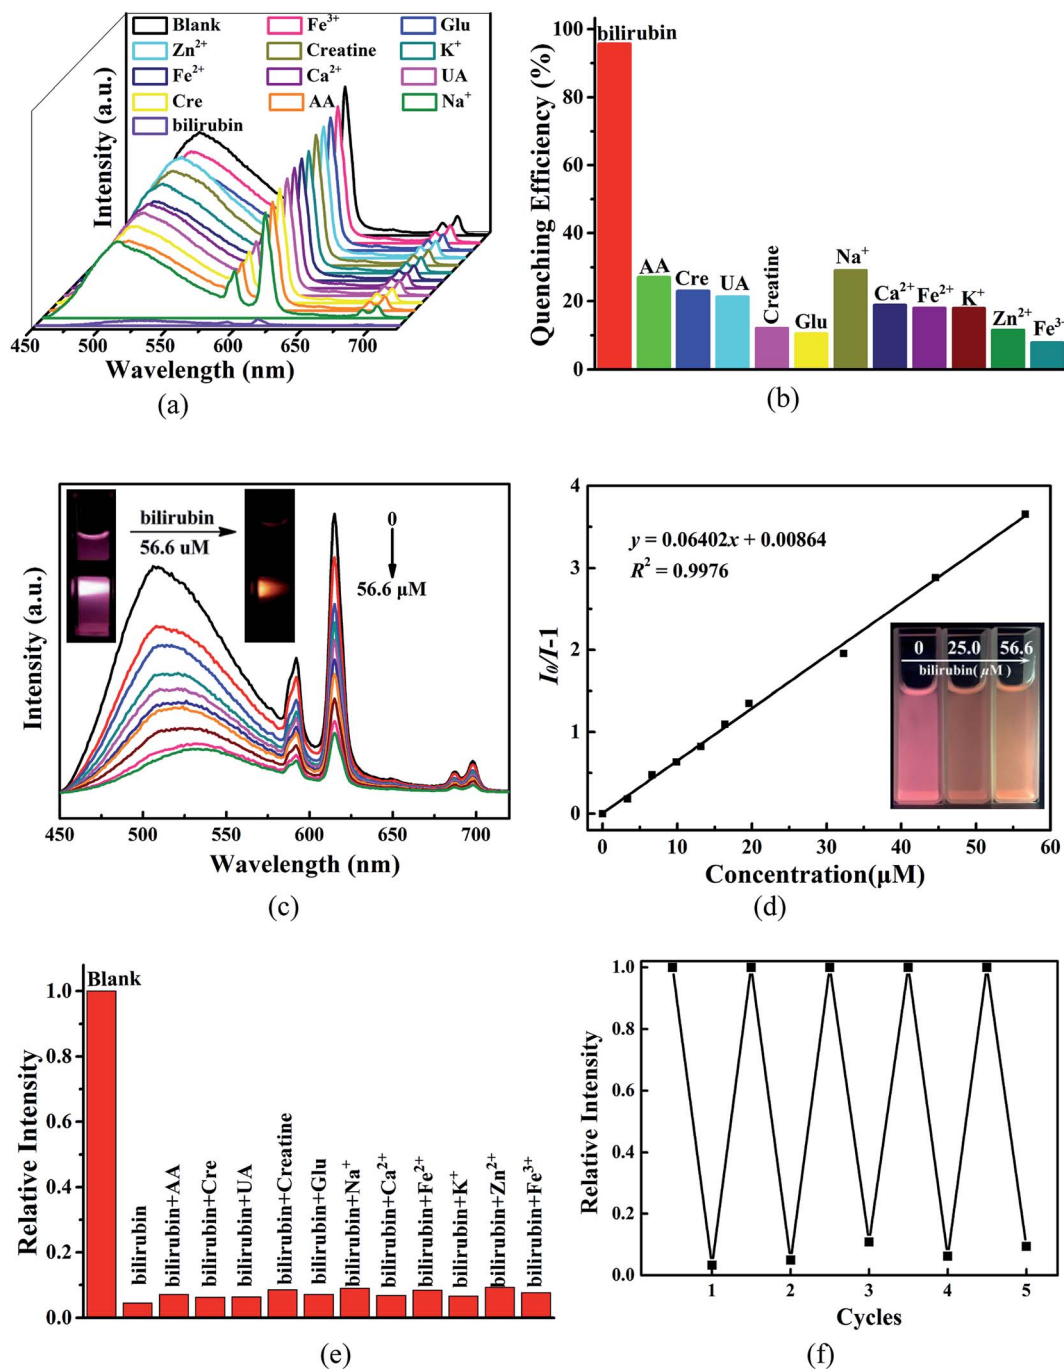 Blank
Fe³⁺
Glu
Zn²⁺
Creatine
K⁺
Fe²⁺
Ca²⁺
UA
Cre
AA
Na⁺
bilirubin
Intensity (a.u.)
450 500 550 600 650 700
Wavelength (nm)
(a)
100
80
60
40
20
0
Quenching Efficiency (%)
bilirubin
AA
Cre
UA
Creatine
Glu
Na⁺
Ca²⁺
Fe²⁺
K⁺
Zn²⁺
Fe³⁺
(b)
bilirubin
56.6 uM
0
56.6 μM
Intensity (a.u.)
450 500 550 600 650 700
Wavelength (nm)
(c)
4
3
2
1
0
I₀/I-1
y = 0.06402x + 0.00864
R² = 0.9976
0 25.0 56.6
bilirubin( μM )
0 10 20 30 40 50 60
Concentration(μM)
(d)
1.0
0.8
0.6
0.4
0.2
0.0
Relative Intensity
Blank
bilirubin
bilirubin+AA
bilirubin+Cre
bilirubin+UA
bilirubin+Creatine
bilirubin+Glu
bilirubin+Na⁺
bilirubin+Ca²⁺
bilirubin+Fe²⁺
bilirubin+K⁺
bilirubin+Zn²⁺
bilirubin+Fe³⁺
(e)
1.0
0.8
0.6
0.4
0.2
0.0
Relative Intensity
1 2 3 4 5
Cycles
(f)